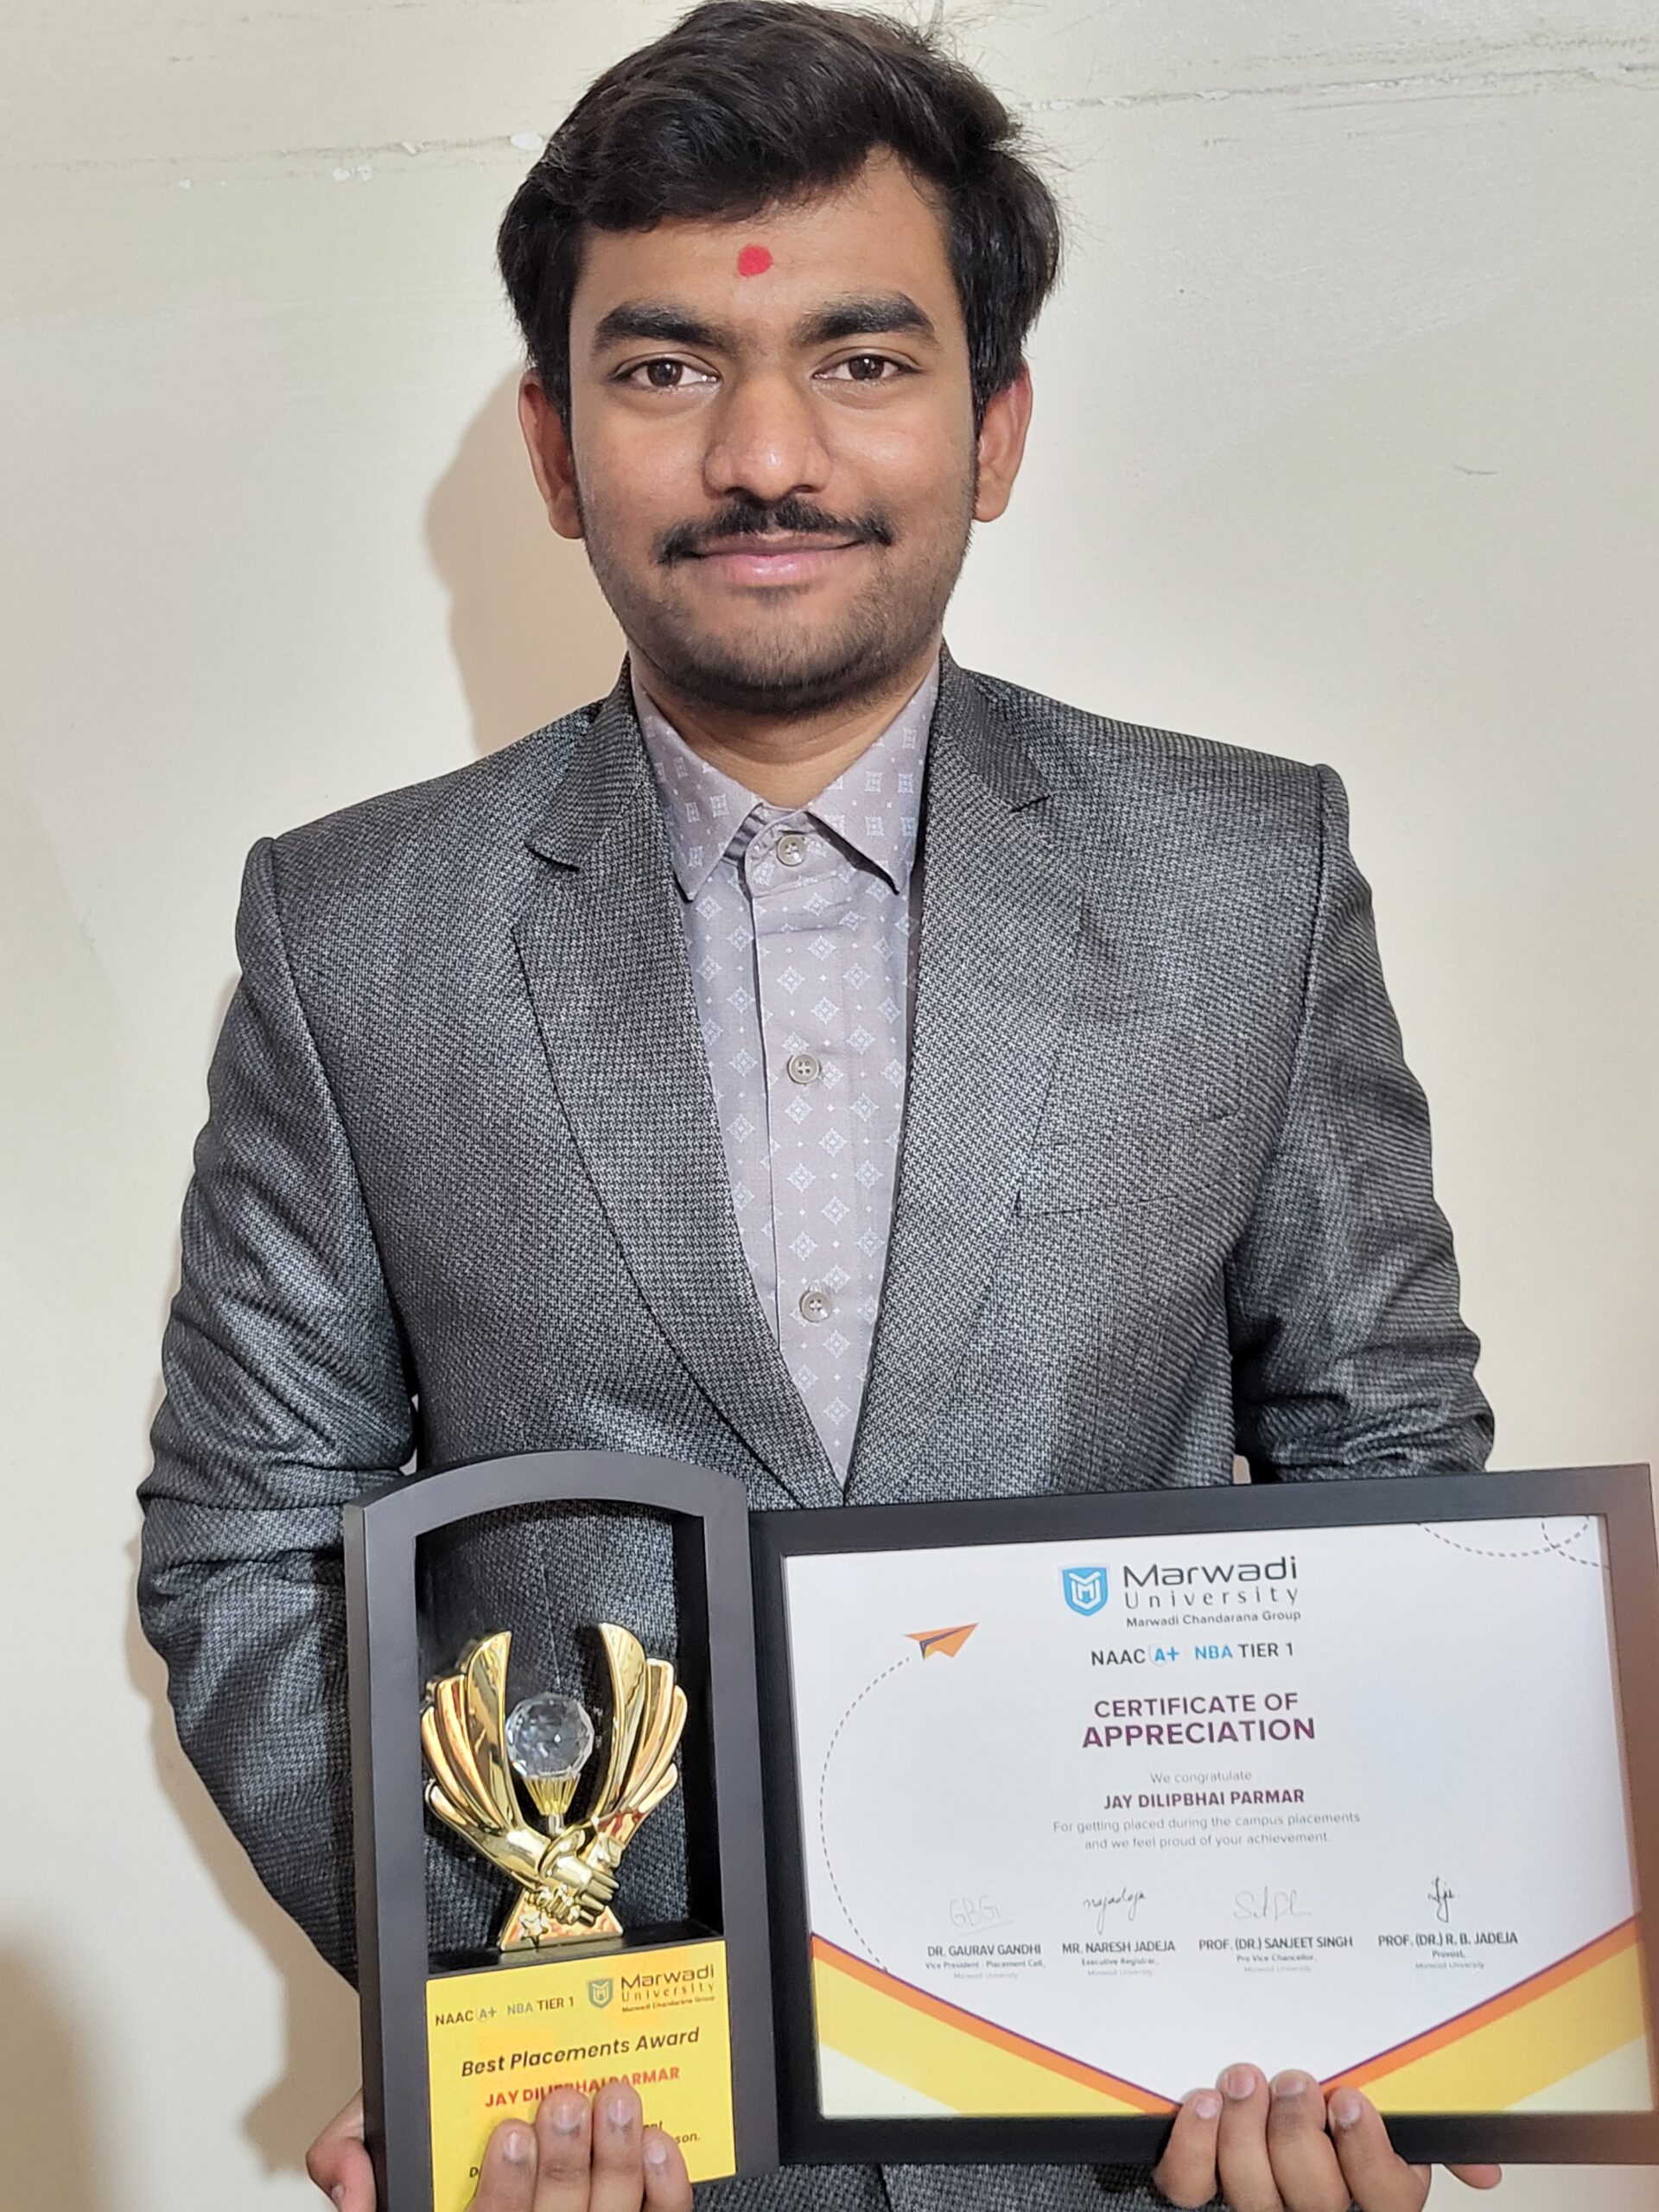 Marwadi
University
Marwadi Chandarana Group
NAAC A+ NBA TIER 1
CERTIFICATE OF
APPRECIATION
We congratulate
JAY DILIPBHAI PARMAR
For getting placed during the campus placements
and we feel proud of your achievement.
DR. GAURAV GANDHI
Vice President - Placement Cell,
Marwadi University
MR. NARESH JADEJA
Executive Registrar,
Marwadi University
PROF. (DR.) SANJEET SINGH
Pro Vice Chancellor,
Marwadi University
PROF. (DR.) R. B. JADEJA
Provost,
Marwadi University
NAAC A+ NBA TIER 1
Marwadi
University
Marwadi Chandarana Group
Best Placements Award
JAY DILIPBHAI PARMAR